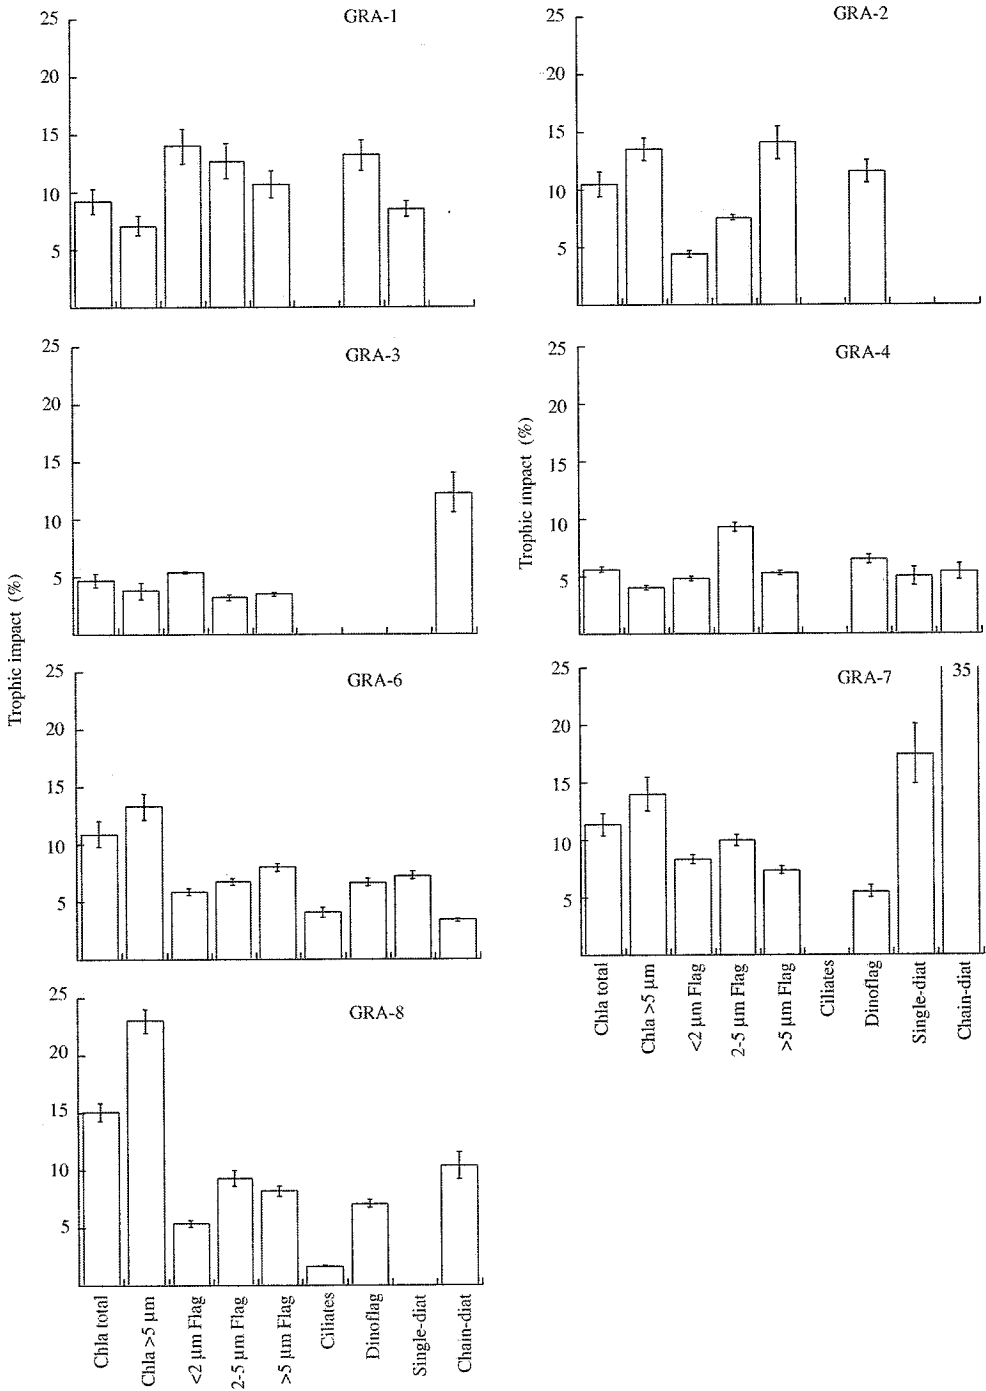 GRA-1
25
20
15
10
5
GRA-2
25
20
15
10
5
GRA-3
25
20
15
10
5
GRA-4
25
20
15
10
5
Trophic impact (%)
Trophic impact (%)
GRA-6
25
20
15
10
5
GRA-7
35
25
20
15
10
5
Chla total
Chla >5 µm
<2 µm Flag
2-5 µm Flag
>5 µm Flag
Ciliates
Dinoflag
Single-diat
Chain-diat
GRA-8
25
20
15
10
5
Chla total
Chla >5 µm
<2 µm Flag
2-5 µm Flag
>5 µm Flag
Ciliates
Dinoflag
Single-diat
Chain-diat